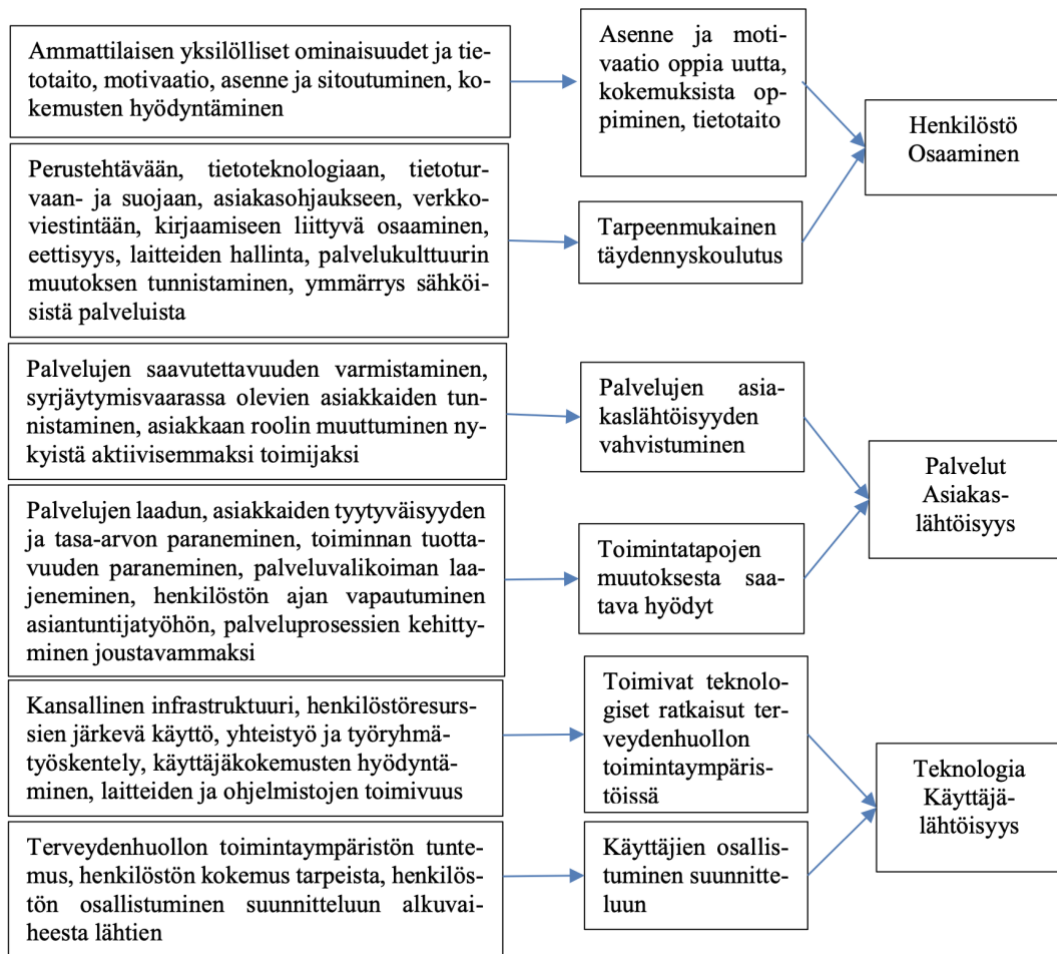 Ammattilaisen yksilölliset ominaisuudet ja tie-
totaito, motivaatio, asenne ja sitoutuminen, ko-
kemusten hyödyntäminen
Asenne ja moti-
vaatio oppia uutta,
kokemuksista op-
piminen, tietotaito
Henkilöstö
Osaaminen
Perustehtävään, tietoteknologiaan, tietotur-
vaan- ja suojaan, asiakasohjaukseen, verkko-
viestintään, kirjaamiseen liittyvä osaaminen,
eettisyys, laitteiden hallinta, palvelukulttuurin
muutoksen tunnistaminen, ymmärrys sähköi-
sistä palveluista
Tarpeenmukainen
täydennyskoulutus
Palvelujen saavutettavuuden varmistaminen,
syrjäytymisvaarassa olevien asiakkaiden tun-
nistaminen, asiakkaan roolin muuttuminen ny-
kyistä aktiivisemmaksi toimijaksi
Palvelujen asia-
kaslähtöisyyden
vahvistuminen
Palvelut
Asiakas-
lähtöisyys
Palvelujen laadun, asiakkaiden tyytyväisyyden
ja tasa-arvon paraneminen, toiminnan tuotta-
vuuden paraneminen, palveluvalikoiman laa-
jeneminen, henkilöstön ajan vapautuminen
asiantuntijatyöhön, palveluprosessien kehitty-
minen joustavammaksi
Toimintatapojen
muutoksesta saa-
tava hyödyt
Kansallinen infrastruktuuri, henkilöstöresurs-
sien järkevä käyttö, yhteistyö ja työryhmä-
työskentely, käyttäjäkokemusten hyödyntä-
minen, laitteiden ja ohjelmistojen toimivuus
Toimivat teknolo-
giset ratkaisut ter-
veydenhuollon
toimintaympäris-
töissä
Teknologia
Käyttäjä-
lähtöisyys
Terveydenhuollon toimintaympäristön tunte-
mus, henkilöstön kokemus tarpeista, henkilös-
tön osallistuminen suunnitteluun alkuvai-
heesta lähtien
Käyttäjien osallis-
tuminen suunnitte-
luun